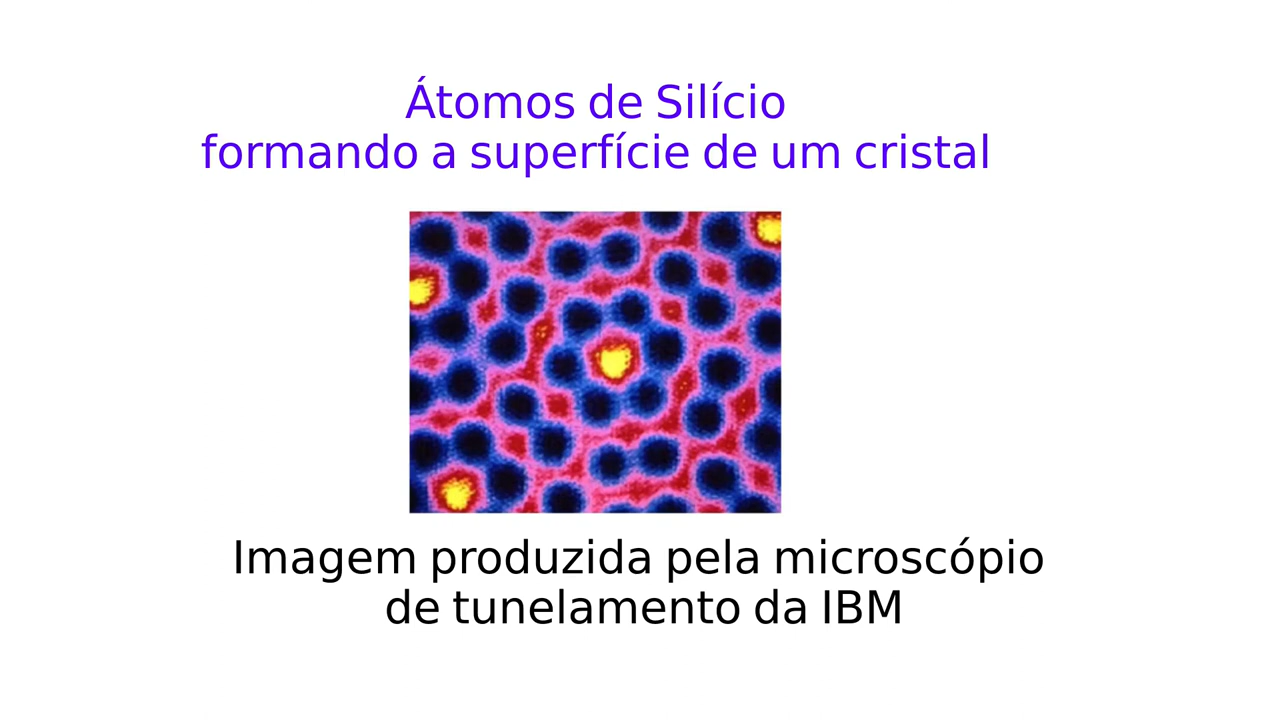 Átomos de Silício
formando a superfície de um cristal
Imagem produzida pela microscópio
de tunelamento da IBM